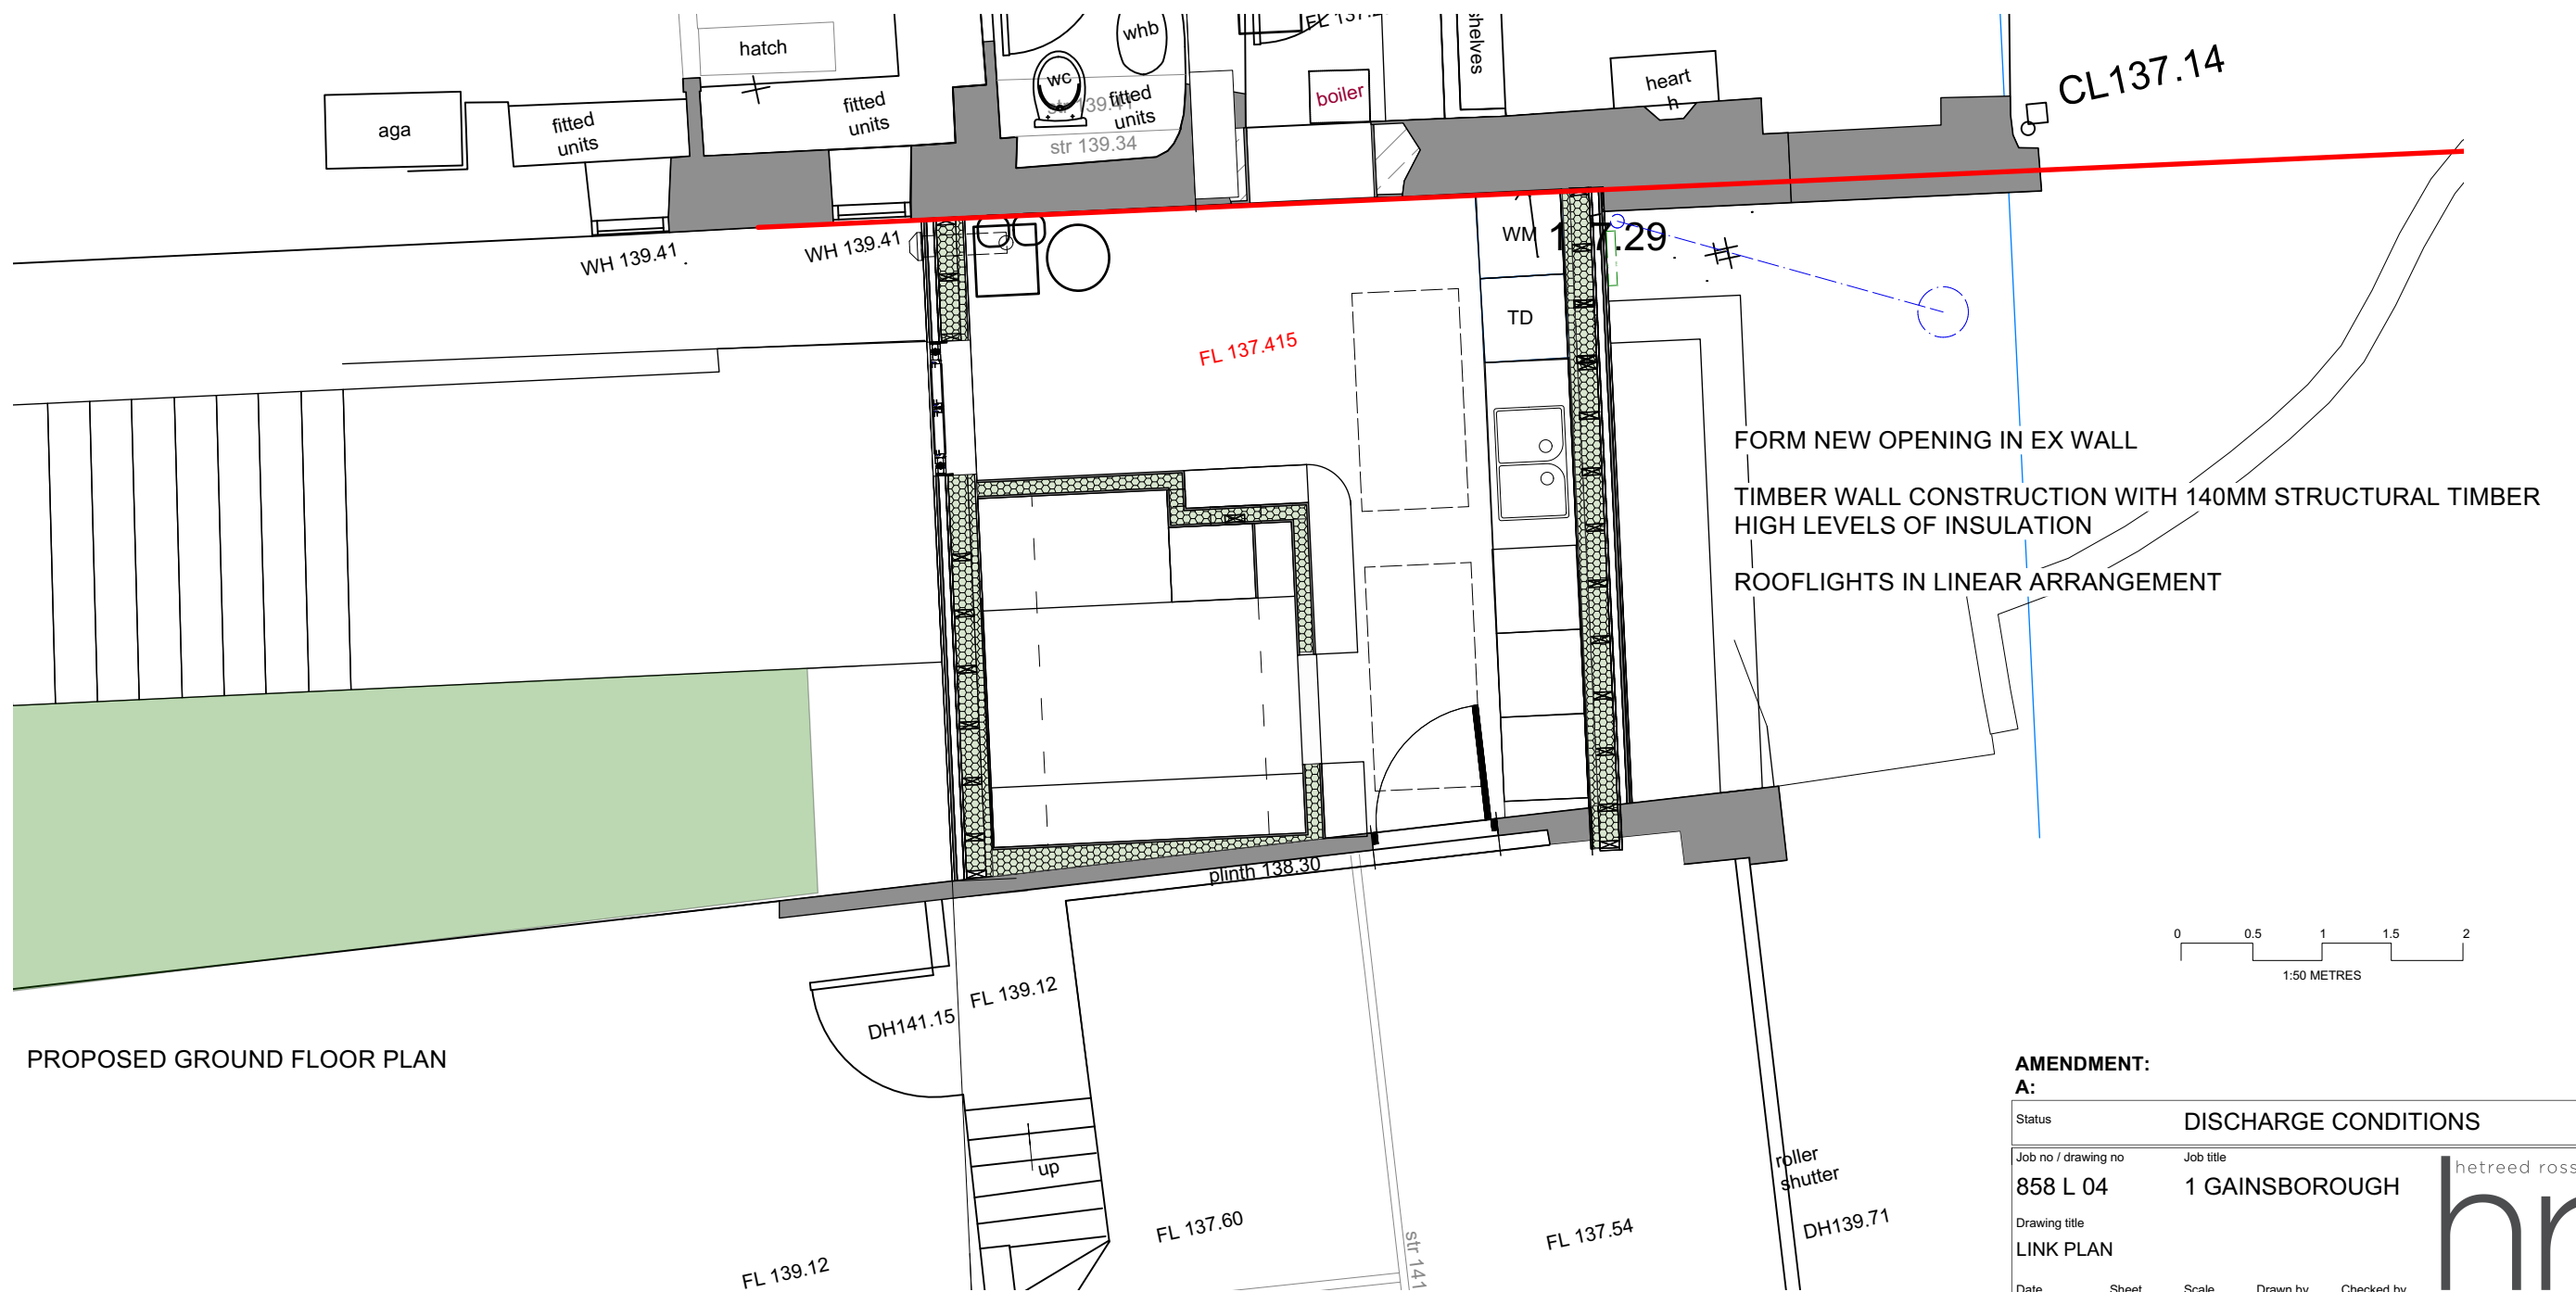 hatch
whb
shelves
wc
fitted
units
boiler
heart
h
CL137.14
aga
fitted
units
fitted
units
str 139.34
WH 139.41
WH 139.41
WM
TD
FL 137.415
FORM NEW OPENING IN EX WALL
TIMBER WALL CONSTRUCTION WITH 140MM STRUCTURAL TIMBER
HIGH LEVELS OF INSULATION
ROOFLIGHTS IN LINEAR ARRANGEMENT
plinth 138.30
0 0.5 1 1.5 2
1:50 METRES
FL 139.12
DH141.15
PROPOSED GROUND FLOOR PLAN
up
FL 137.60
FL 137.54
FL 139.12
str 141
roller
shutter
DH139.71
AMENDMENT:
A:
Status
DISCHARGE CONDITIONS
Job no / drawing no
Job title
858 L 04
1 GAINSBOROUGH
hetreed ross
hr
Drawing title
LINK PLAN
Date Sheet Scale Drawn by Checked by